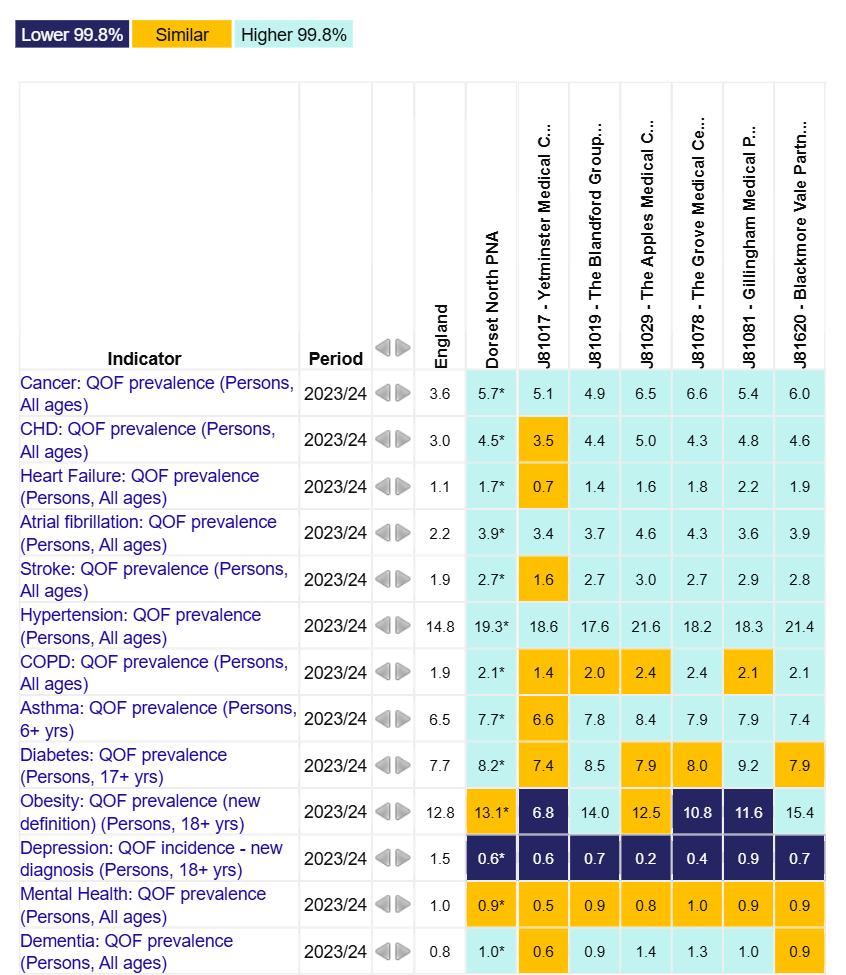 Lower 99.8% Similar Higher 99.8%
Indicator Period England Dorset North PNA J81017 - Yetminster Medical C... J81019 - The Blandford Group... J81029 - The Apples Medical C... J81078 - The Grove Medical Ce... J81081 - Gillingham Medical P... J81620 - Blackmore Vale Partn...
Cancer: QOF prevalence (Persons,
All ages) 2023/24 3.6 5.7* 5.1 4.9 6.5 6.6 5.4 6.0
CHD: QOF prevalence (Persons,
All ages) 2023/24 3.0 4.5* 3.5 4.4 5.0 4.3 4.8 4.6
Heart Failure: QOF prevalence
(Persons, All ages) 2023/24 1.1 1.7* 0.7 1.4 1.6 1.8 2.2 1.9
Atrial fibrillation: QOF prevalence
(Persons, All ages) 2023/24 2.2 3.9* 3.4 3.7 4.6 4.3 3.6 3.9
Stroke: QOF prevalence (Persons,
All ages) 2023/24 1.9 2.7* 1.6 2.7 3.0 2.7 2.9 2.8
Hypertension: QOF prevalence
(Persons, All ages) 2023/24 14.8 19.3* 18.6 17.6 21.6 18.2 18.3 21.4
COPD: QOF prevalence (Persons,
All ages) 2023/24 1.9 2.1* 1.4 2.0 2.4 2.4 2.1 2.1
Asthma: QOF prevalence (Persons,
6+ yrs) 2023/24 6.5 7.7* 6.6 7.8 8.4 7.9 7.9 7.4
Diabetes: QOF prevalence
(Persons, 17+ yrs) 2023/24 7.7 8.2* 7.4 8.5 7.9 8.0 9.2 7.9
Obesity: QOF prevalence (new
definition) (Persons, 18+ yrs) 2023/24 12.8 13.1* 6.8 14.0 12.5 10.8 11.6 15.4
Depression: QOF incidence - new
diagnosis (Persons, 18+ yrs) 2023/24 1.5 0.6* 0.6 0.7 0.2 0.4 0.9 0.7
Mental Health: QOF prevalence
(Persons, All ages) 2023/24 1.0 0.9* 0.5 0.9 0.8 1.0 0.9 0.9
Dementia: QOF prevalence
(Persons, All ages) 2023/24 0.8 1.0* 0.6 0.9 1.4 1.3 1.0 0.9